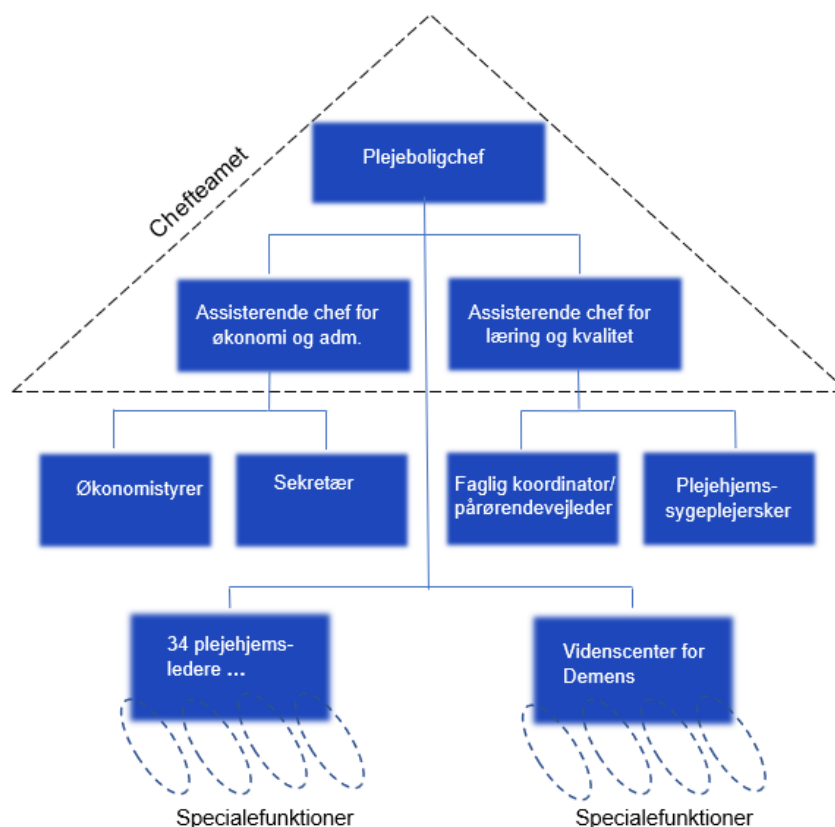 Chefteamet
Plejeboligchef
Assisterende chef for
økonomi og adm.
Assisterende chef for
læring og kvalitet
Økonomistyrer
Sekretær
Faglig koordinator/
pårørendevejleder
Plejehjems-
sygeplejersker
34 plejehjems-
ledere ...
Videnscenter for
Demens
Specialefunktioner
Specialefunktioner